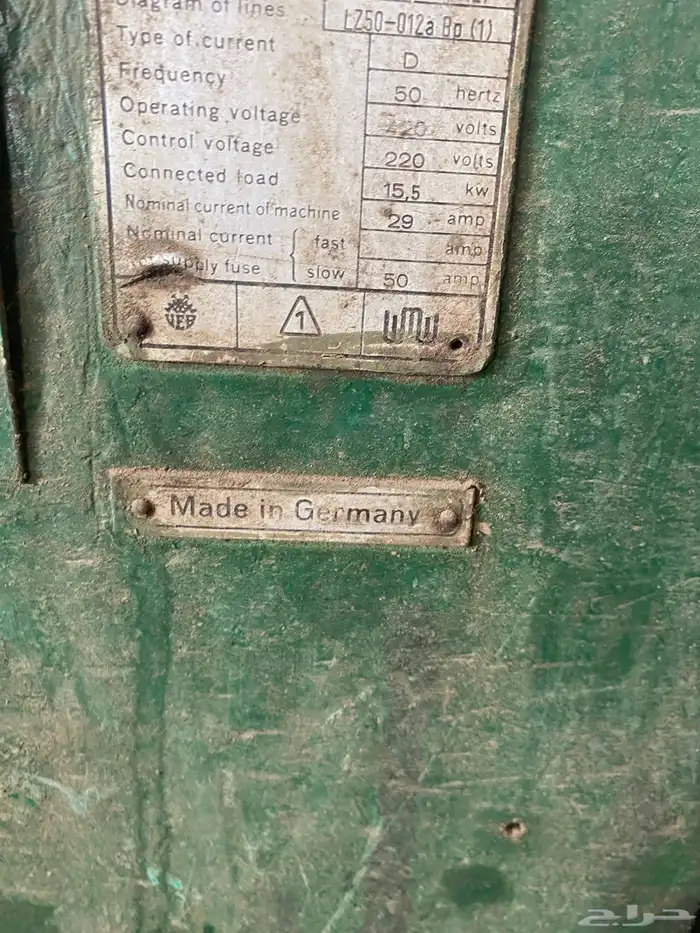 Diagram of lines LZ50-012a Bp (1)
Type of current D
Frequency 50 hertz
Operating voltage volts
Control voltage 220 volts
Connected load 15,5 kw
Nominal current of machine 29 amp
Nominal current fast amp
supply fuse slow 50 amp
VEB 1 WMW
Made in Germany
حراج